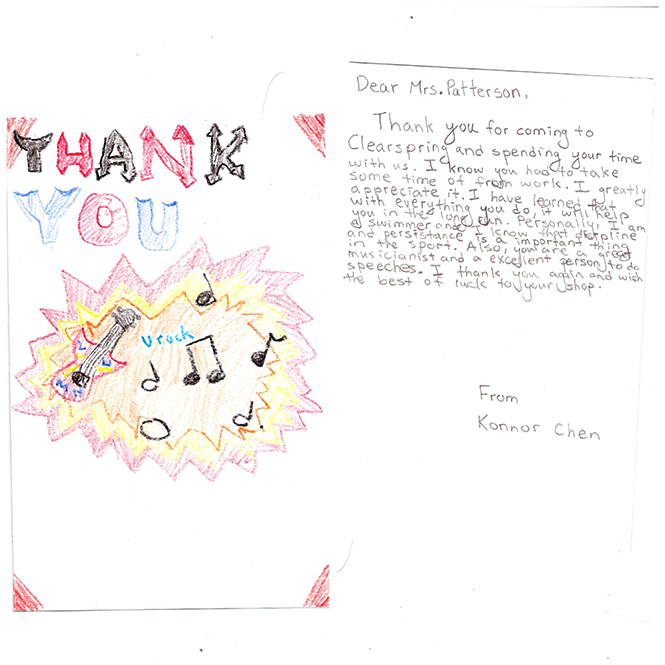 THANK
YOU
U rock
Dear Mrs. Patterson,
Thank you for coming to
Clearspring and spending your time
with us. I know you had to take
some time of from work. I greatly
appreciate it. I have learned that
with everything you do, it will help
you in the long run. Personally, I am
a swimmer and I know that discipline
and persistance is a important thing
in the sport. Also, you are a great
musicianist and a excellent person to do
speeches. I thank you again and wish
the best of luck to your shop.
From
Konnor Chen